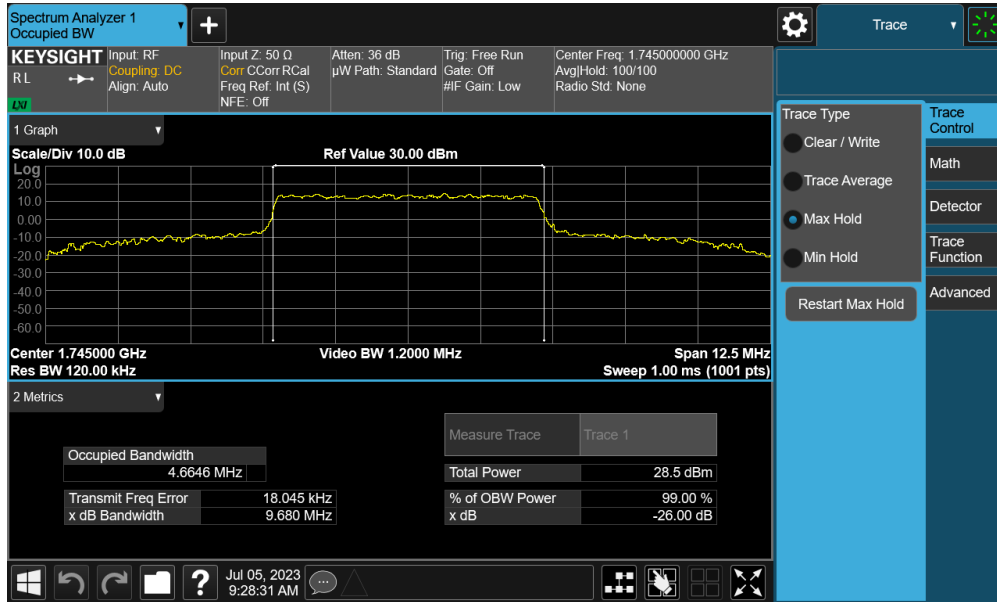 Spectrum Analyzer 1
Occupied BW
Trace
KEYSIGHT
R L
LXI
Input: RF
Coupling: DC
Align: Auto
Input Z: 50 Ω
Corr CCorr RCal
Freq Ref: Int (S)
NFE: Off
Atten: 36 dB
µW Path: Standard
Trig: Free Run
Gate: Off
#IF Gain: Low
Center Freq: 1.745000000 GHz
Avg|Hold: 100/100
Radio Std: None
1 Graph
Scale/Div 10.0 dB
Ref Value 30.00 dBm
Log
20.0
10.0
0.00
-10.0
-20.0
-30.0
-40.0
-50.0
-60.0
Center 1.745000 GHz
Video BW 1.2000 MHz
Span 12.5 MHz
Res BW 120.00 kHz
Sweep 1.00 ms (1001 pts)
2 Metrics
Measure Trace Trace 1
Occupied Bandwidth
4.6646 MHz
Total Power 28.5 dBm
Transmit Freq Error 18.045 kHz
% of OBW Power 99.00 %
x dB Bandwidth 9.680 MHz
x dB -26.00 dB
Trace Type
Clear / Write
Trace Average
Max Hold
Min Hold
Restart Max Hold
Trace
Control
Math
Detector
Trace
Function
Advanced
?
Jul 05, 2023
9:28:31 AM